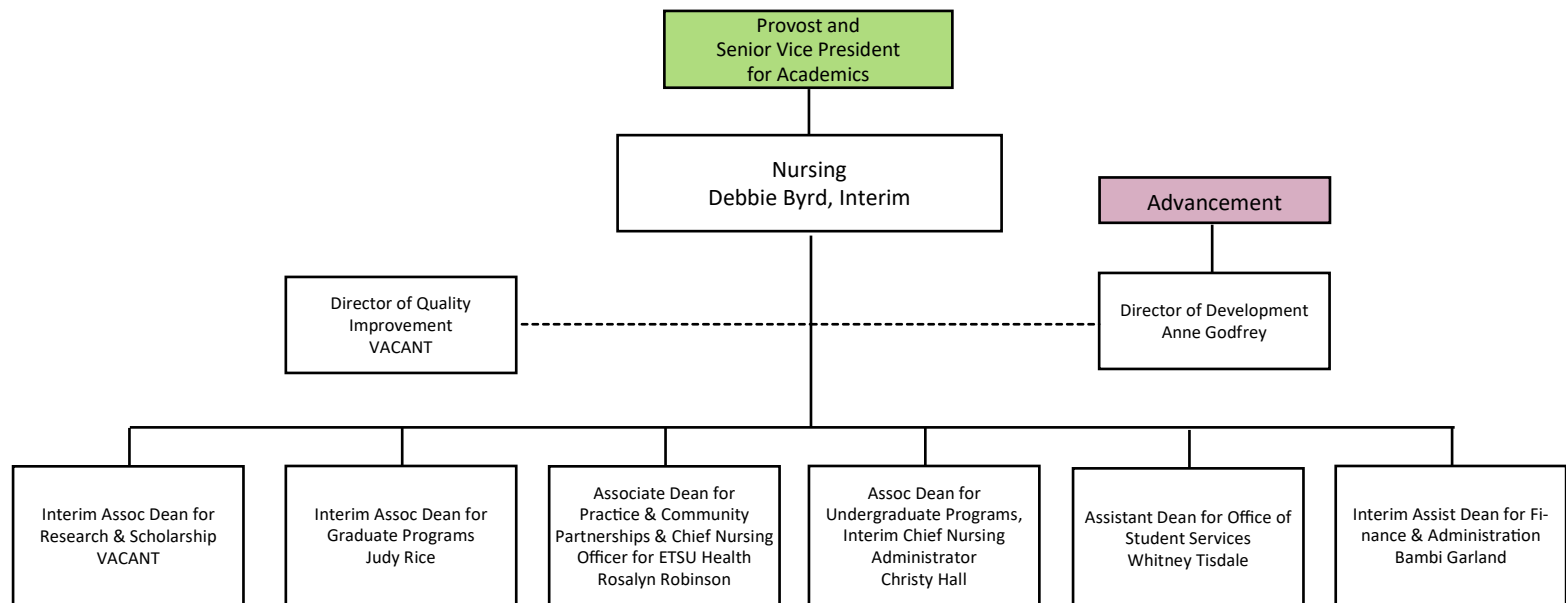 Provost and
Senior Vice President
for Academics
Nursing
Debbie Byrd, Interim
Advancement
Director of Quality
Improvement
VACANT
Director of Development
Anne Godfrey
Interim Assoc Dean for
Research & Scholarship
VACANT
Interim Assoc Dean for
Graduate Programs
Judy Rice
Associate Dean for
Practice & Community
Partnerships & Chief Nursing
Officer for ETSU Health
Rosalyn Robinson
Assoc Dean for
Undergraduate Programs,
Interim Chief Nursing
Administrator
Christy Hall
Assistant Dean for Office of
Student Services
Whitney Tisdale
Interim Assist Dean for Fi-
nance & Administration
Bambi Garland